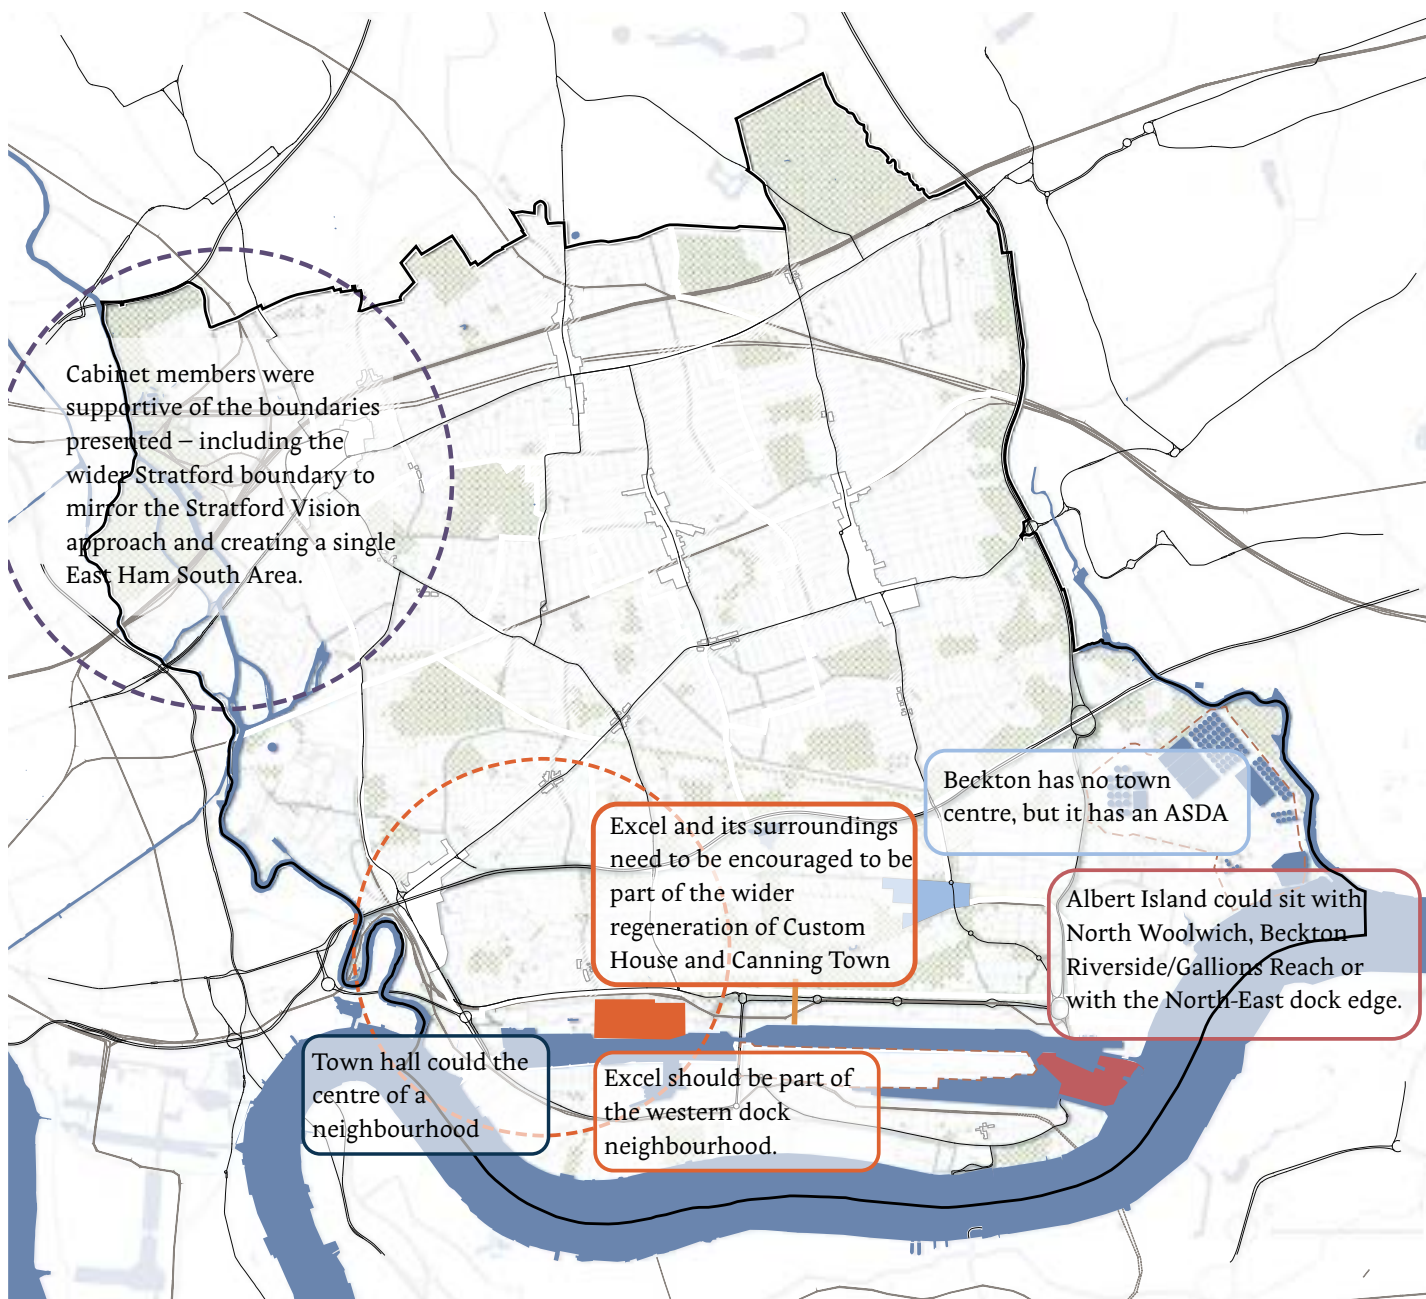 Cabinet members were
supportive of the boundaries
presented – including the
wider Stratford boundary to
mirror the Stratford Vision
approach and creating a single
East Ham South Area.
Beckton has no town
centre, but it has an ASDA
Excel and its surroundings
need to be encouraged to be
part of the wider
regeneration of Custom
House and Canning Town
Albert Island could sit with
North Woolwich, Beckton
Riverside/Gallions Reach or
with the North-East dock edge.
Town hall could the
centre of a
neighbourhood
Excel should be part of
the western dock
neighbourhood.